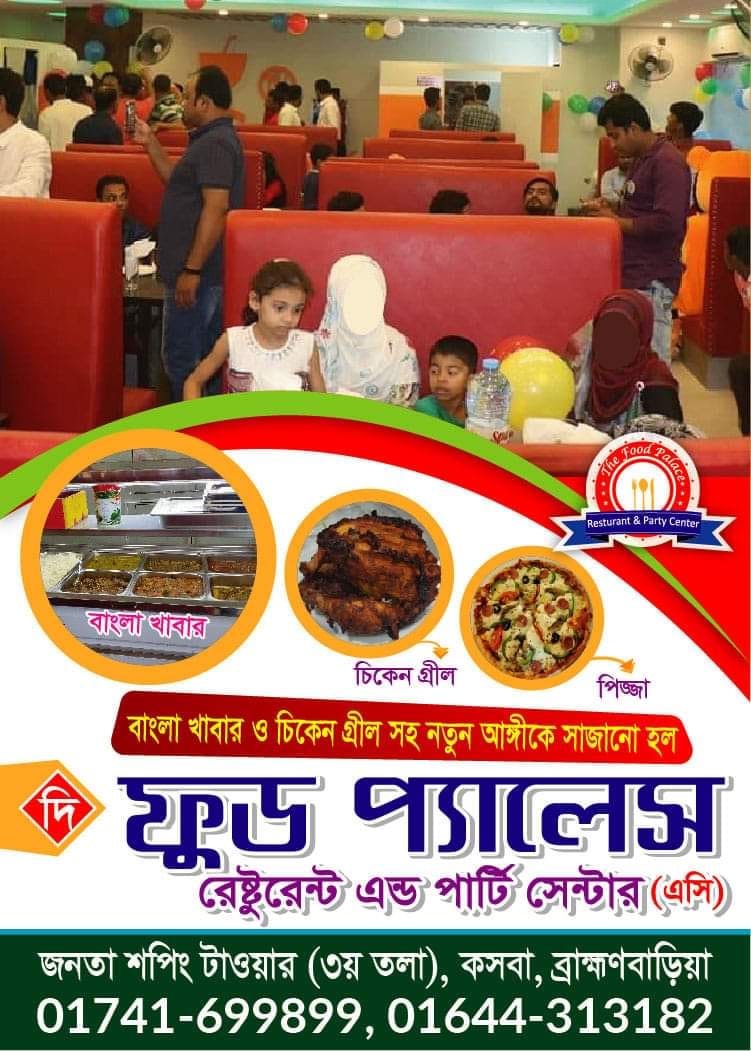 The Food Palace
Resturant & Party Center
বাংলা খাবার
চিকেন গ্রীল
পিজ্জা
বাংলা খাবার ও চিকেন গ্রীল সহ নতুন আঙ্গীকে সাজানো হল
দি ফুড প্যালেস
রেষ্টুরেন্ট এন্ড পার্টি সেন্টার (এসি)
জনতা শপিং টাওয়ার (৩য় তলা), কসবা, ব্রাহ্মণবাড়িয়া
01741-699899, 01644-313182